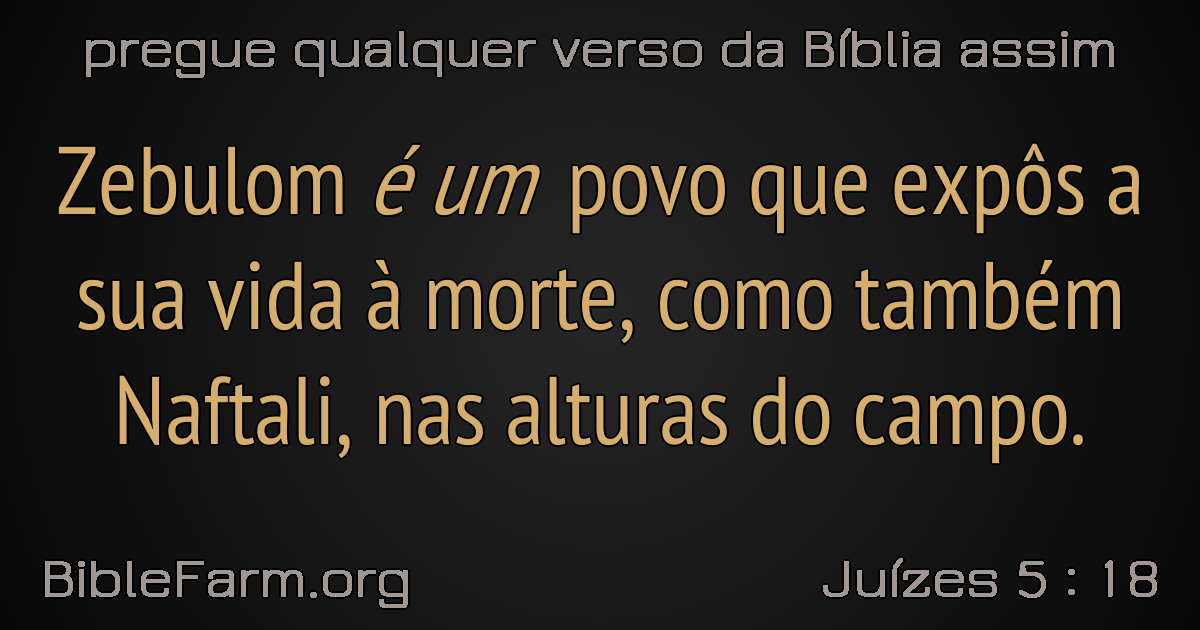 pregue qualquer verso da Bíblia assim
Zebulom é um povo que expôs a
sua vida à morte, como também
Naftali, nas alturas do campo.
BibleFarm.org
Juízes 5 : 18